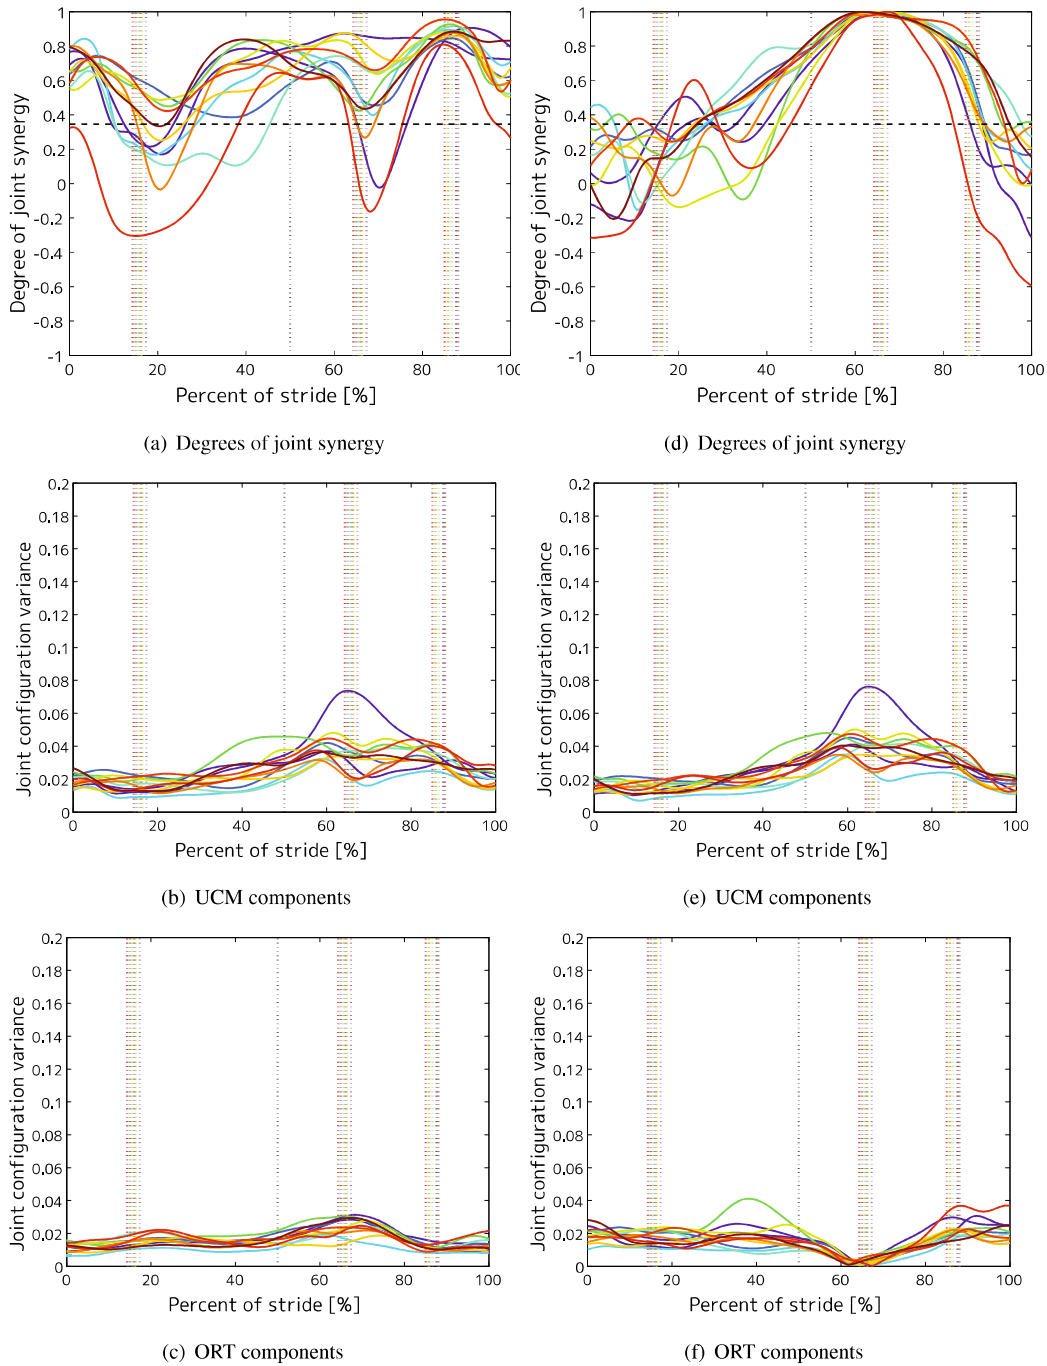 1
0.8
0.6
0.4
0.2
0
-0.2
-0.4
-0.6
-0.8
-1
Degree of joint synergy
0 20 40 60 80 100
Percent of stride [%]
(a) Degrees of joint synergy
1
0.8
0.6
0.4
0.2
0
-0.2
-0.4
-0.6
-0.8
-1
Degree of joint synergy
0 20 40 60 80 100
Percent of stride [%]
(d) Degrees of joint synergy
0.2
0.18
0.16
0.14
0.12
0.1
0.08
0.06
0.04
0.02
0
Joint configuration variance
0 20 40 60 80 100
Percent of stride [%]
(b) UCM components
0.2
0.18
0.16
0.14
0.12
0.1
0.08
0.06
0.04
0.02
0
Joint configuration variance
0 20 40 60 80 100
Percent of stride [%]
(e) UCM components
0.2
0.18
0.16
0.14
0.12
0.1
0.08
0.06
0.04
0.02
0
Joint configuration variance
0 20 40 60 80 100
Percent of stride [%]
(c) ORT components
0.2
0.18
0.16
0.14
0.12
0.1
0.08
0.06
0.04
0.02
0
Joint configuration variance
0 20 40 60 80 100
Percent of stride [%]
(f) ORT components